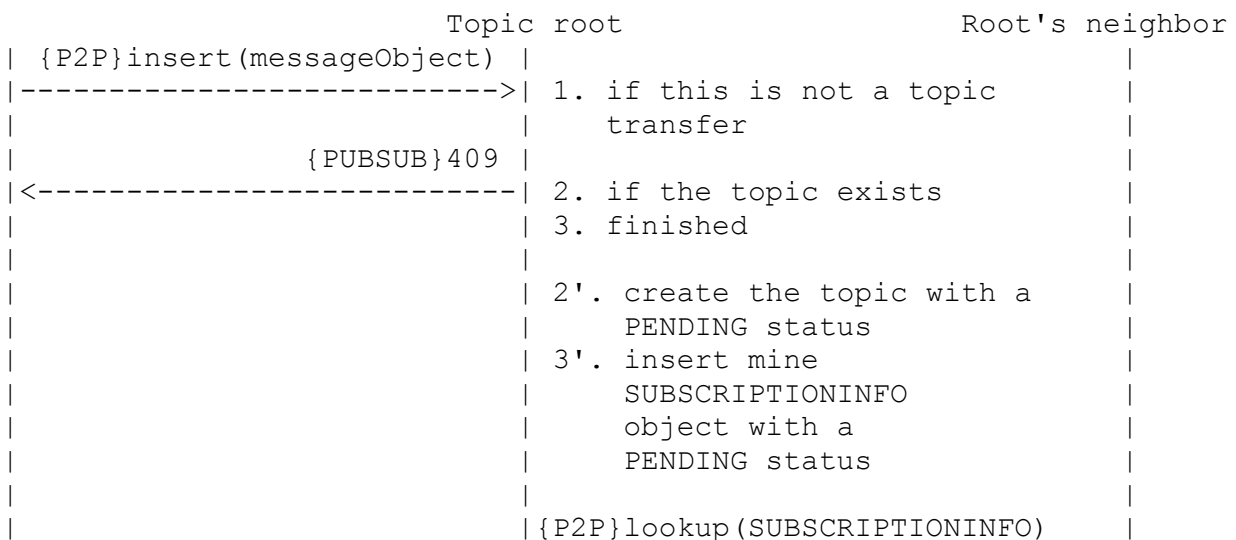 Topic root                   Root's neighbor
| {P2P}insert(messageObject) |                                  |
|--------------------------->| 1. if this is not a topic        |
|                            |    transfer                      |
|               {PUBSUB}409  |                                  |
|<---------------------------| 2. if the topic exists           |
|                            | 3. finished                      |
|                            |                                  |
|                            | 2'. create the topic with a      |
|                            |     PENDING status               |
|                            | 3'. insert mine                  |
|                            |     SUBSCRIPTIONINFO             |
|                            |     object with a                |
|                            |     PENDING status               |
|                            |                                  |
|                            |{P2P}lookup(SUBSCRIPTIONINFO)     |